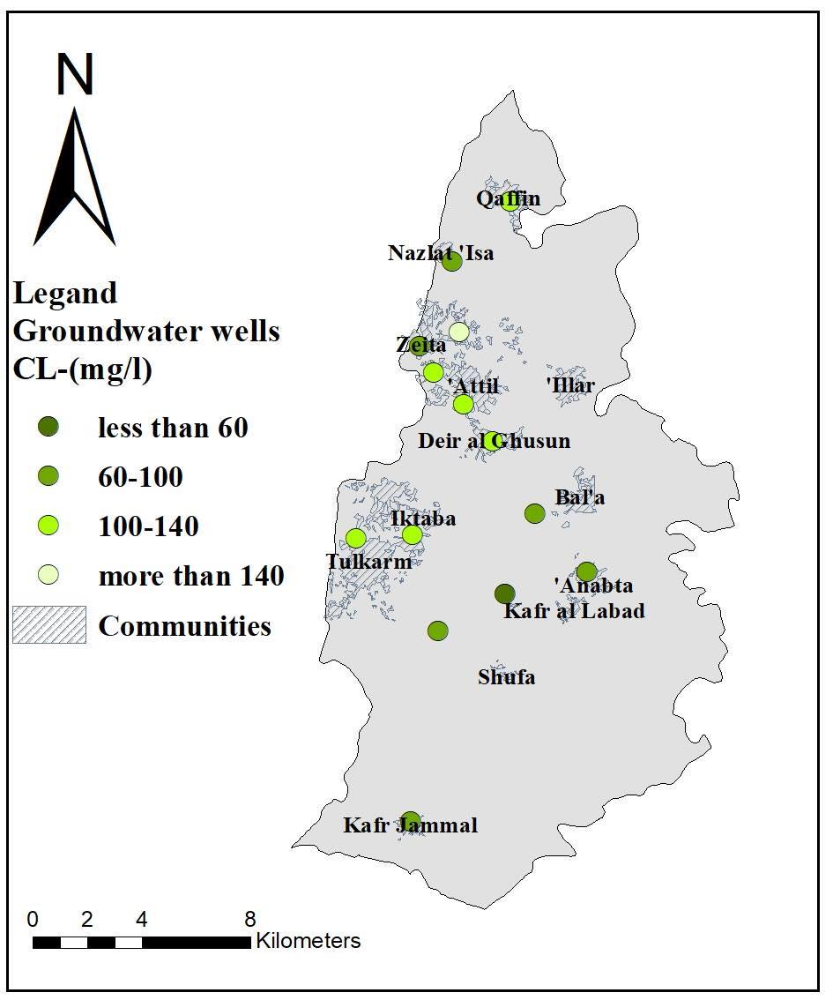 N
Qaffin
Nazlat 'Isa
Legand
Groundwater wells
CL-(mg/l)
Zeita
'Attil
'Illar
less than 60
Deir al Ghusun
60-100
Bal'a
Iktaba
100-140
Tulkarm
more than 140
'Anabta
Kafr al Labad
Communities
Shufa
Kafr Jammal
0 2 4 8
Kilometers